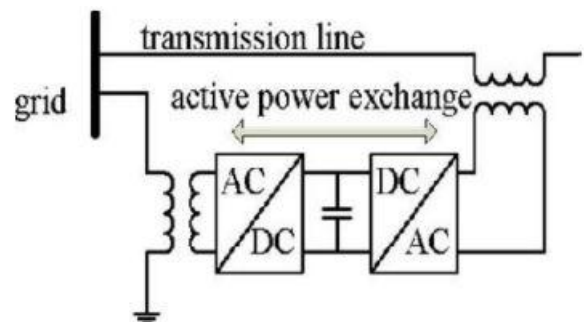 transmission line
grid
active power exchange
AC
DC
DC
AC